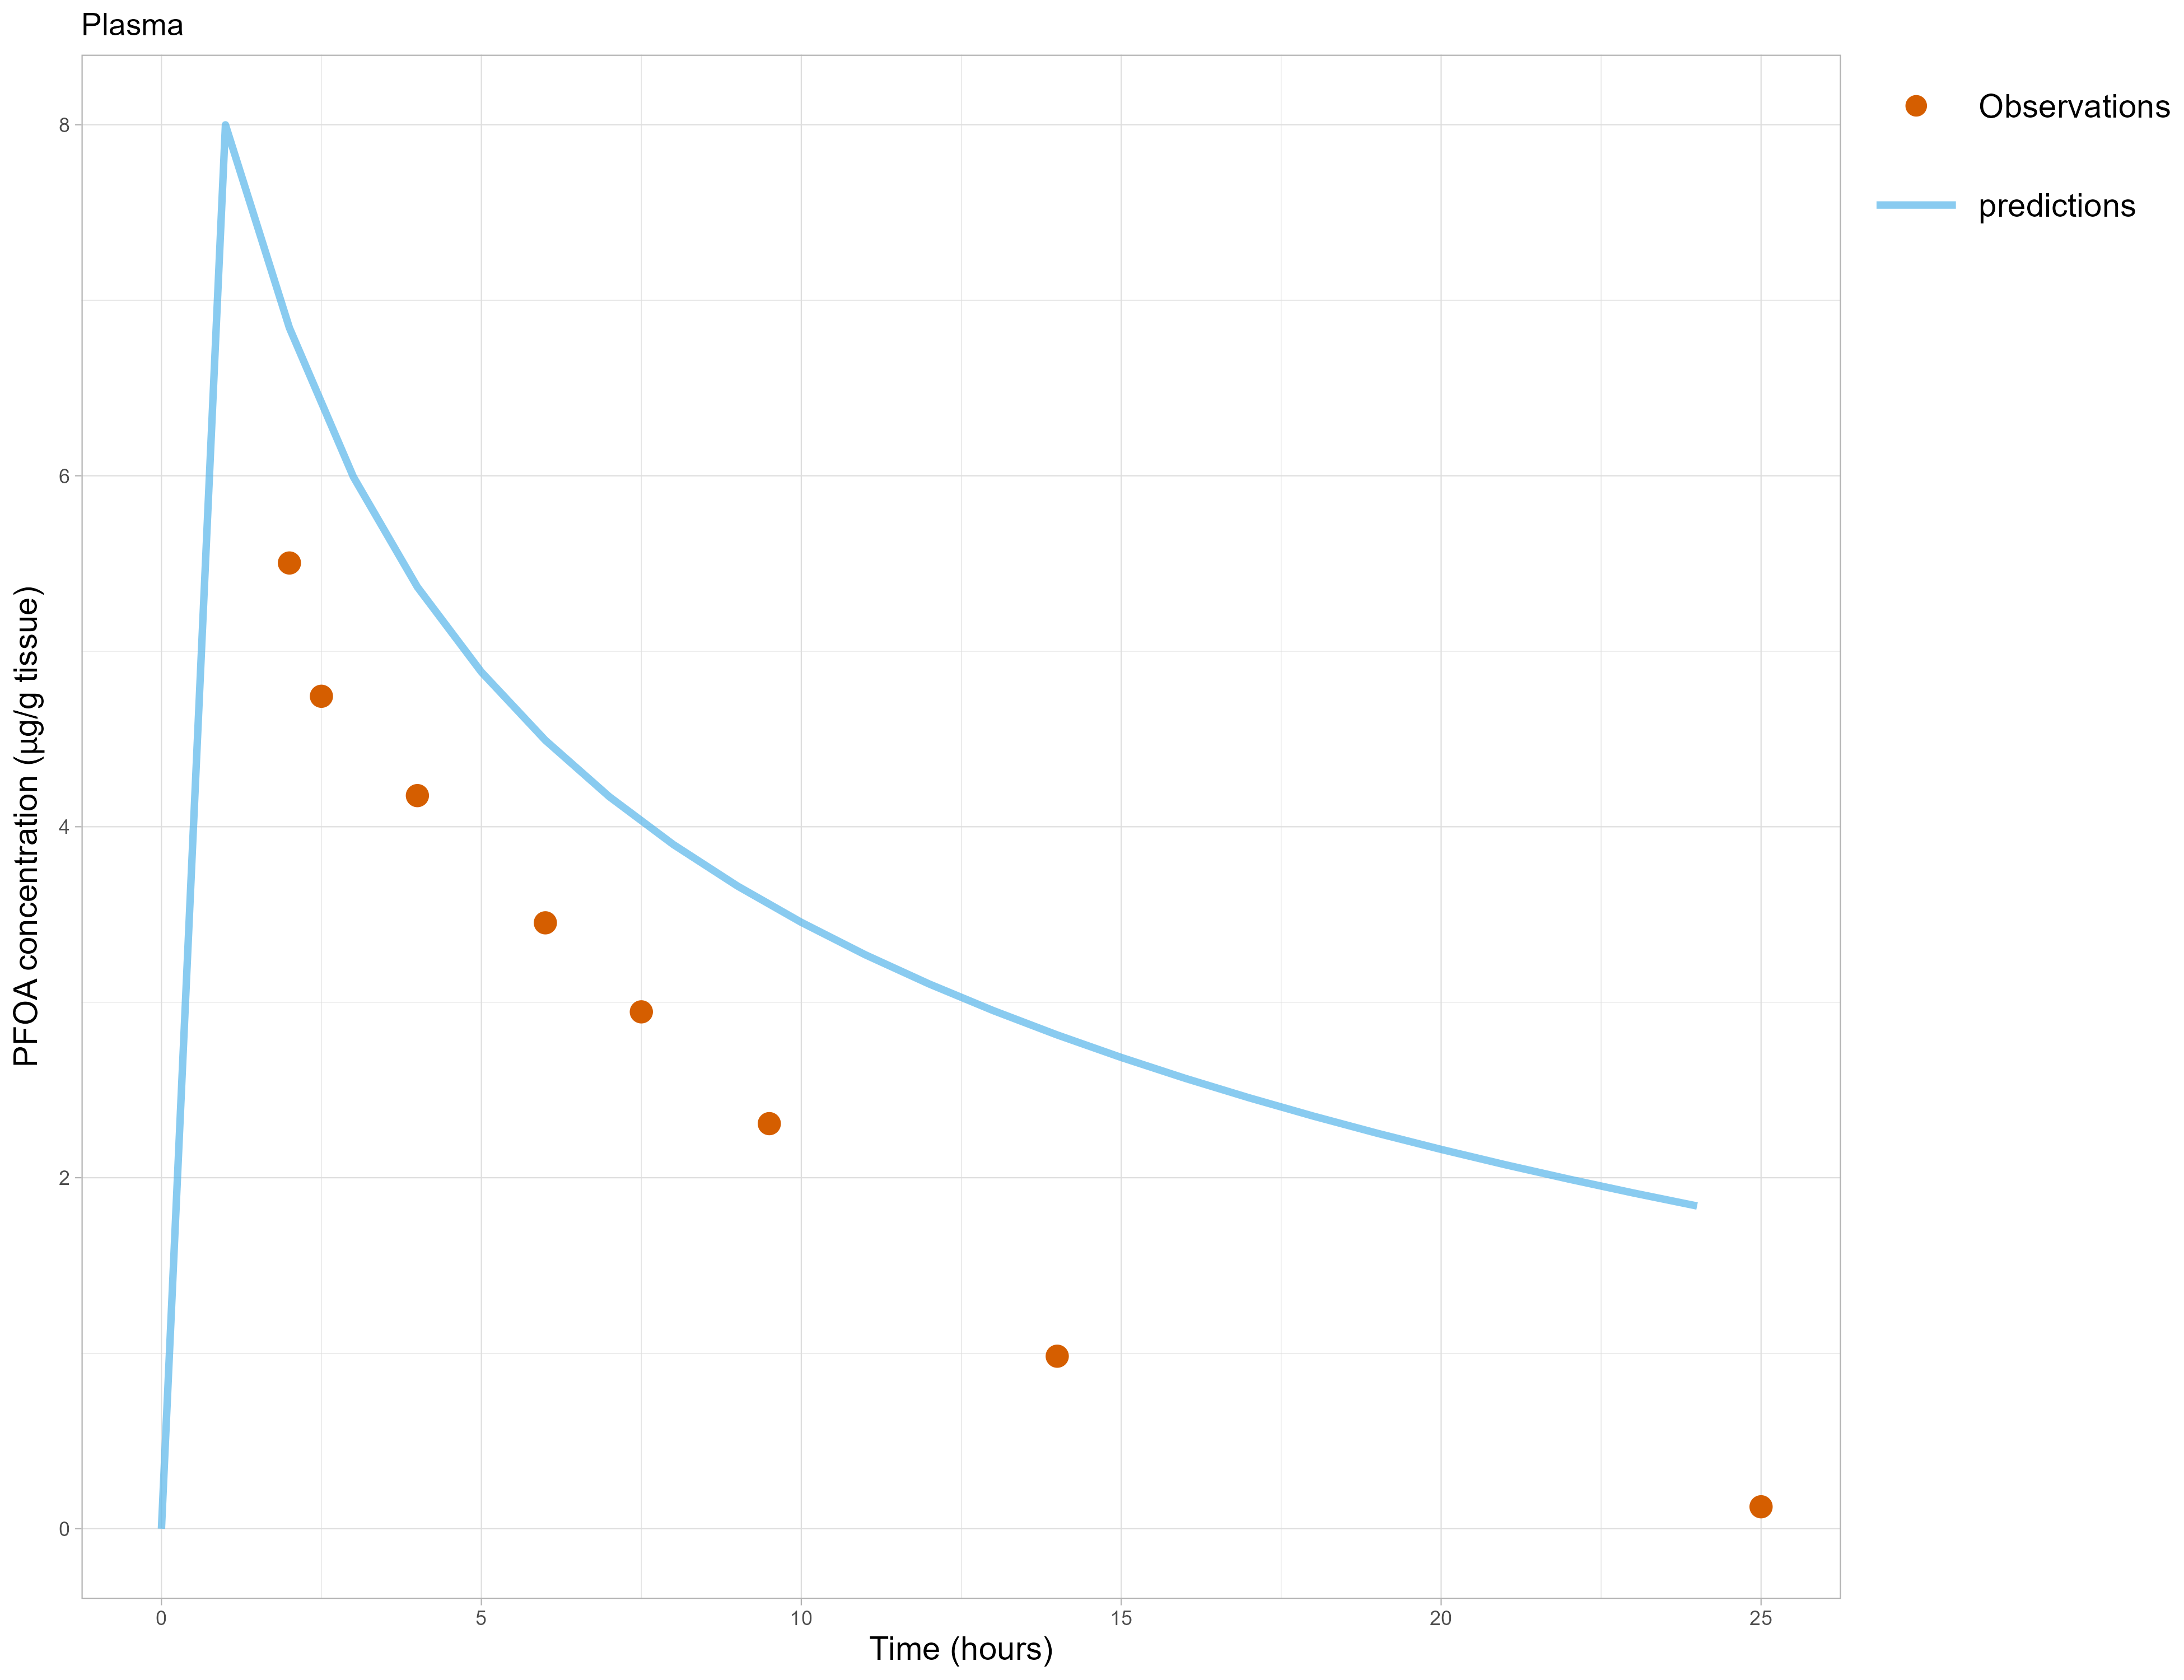 Plasma
Observations
predictions
PFOA concentration (µg/g tissue)
8
6
4
2
0
0 5 10 15 20 25
Time (hours)